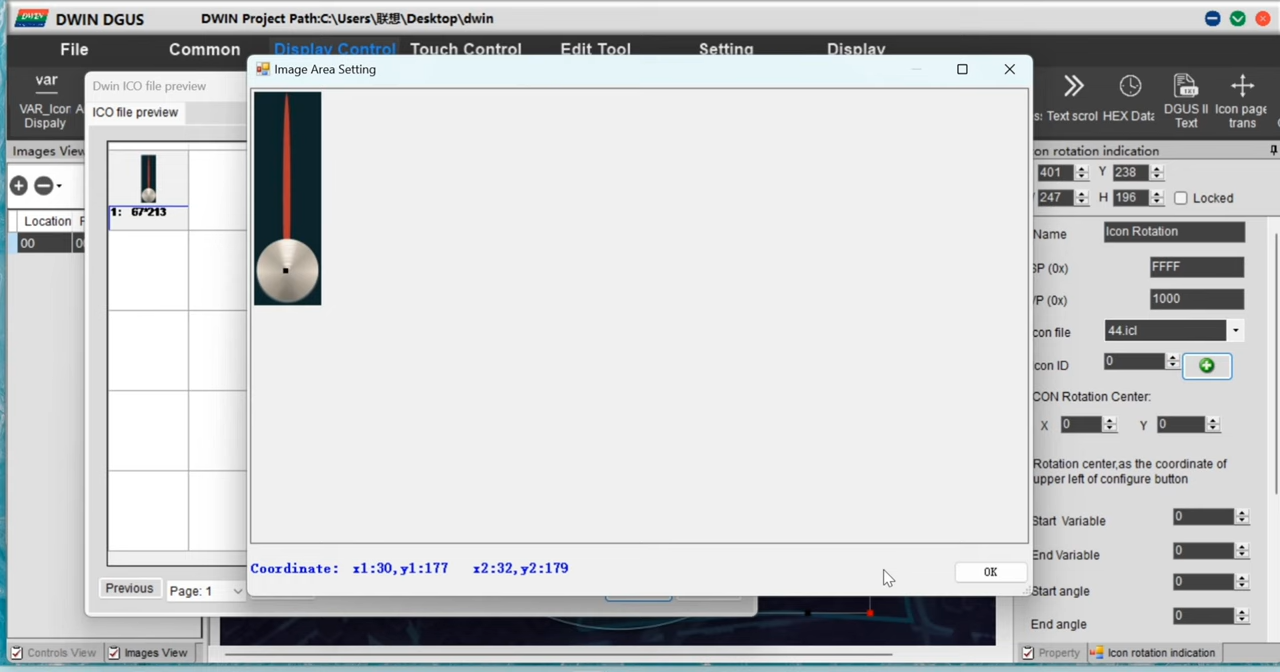 DWIN DGUS DWIN Project Path:C:\Users\联想\Desktop\dwin
File Common Display Control Touch Control Edit Tool Setting Display
var
VAR_Icon
Dispaly
Text scrol
HEX Data
DGUS II
Text
Icon page
trans
Dwin ICO file preview
ICO file preview
Image Area Setting
Images View
Location
00
1: 67*213
Previous
Page: 1
Coordinate: x1:30,y1:177 x2:32,y2:179
OK
on rotation indication
401 Y 238
247 H 196 Locked
Name Icon Rotation
SP (0x) FFFF
VP (0x) 1000
con file 44.icl
con ID 0
CON Rotation Center:
X 0 Y 0
Rotation center,as the coordinate of
upper left of configure button
Start Variable 0
End Variable 0
Start angle 0
End angle 0
Controls View Images View
Property Icon rotation indication